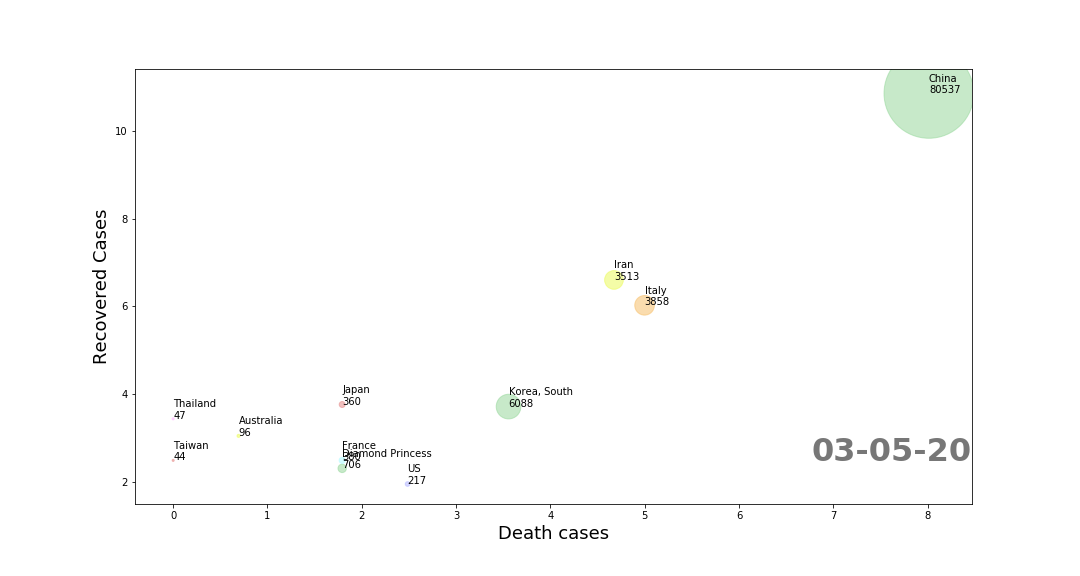 China
80537
10
8
Iran
3513
Italy
3858
6
Recovered Cases
Japan
360
Korea, South
6088
4
Thailand
47
Australia
96
Taiwan
44
France
Diamond Princess
706
US
217
03-05-20
2
0 1 2 3 4 5 6 7 8
Death cases